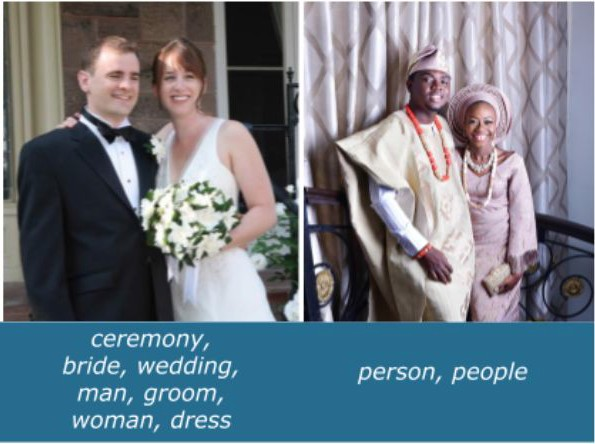 ceremony,
bride, wedding,
man, groom,
woman, dress
person, people